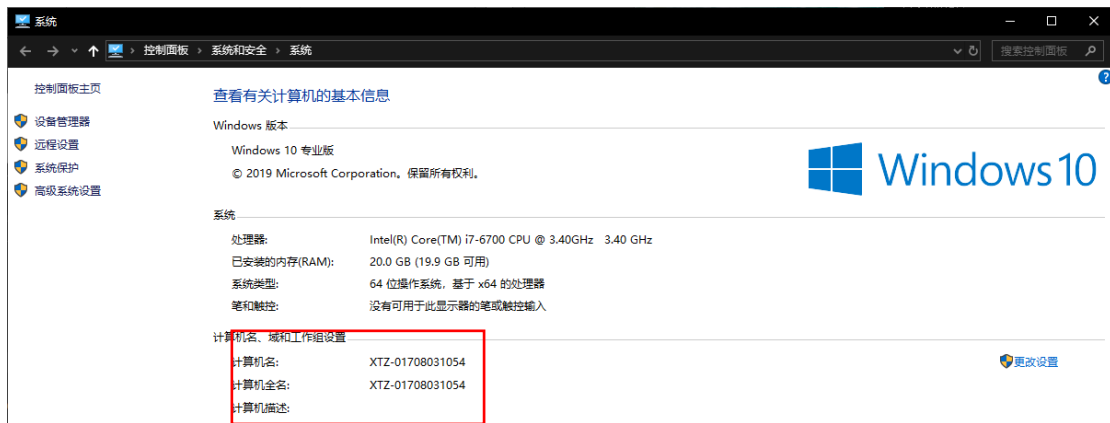 系统
控制面板 › 系统和安全 › 系统
搜索控制面板
控制面板主页
设备管理器
远程设置
系统保护
高级系统设置
查看有关计算机的基本信息
Windows 版本
Windows 10 专业版
© 2019 Microsoft Corporation。保留所有权利。
Windows 10
系统
处理器: Intel(R) Core(TM) i7-6700 CPU @ 3.40GHz 3.40 GHz
已安装的内存(RAM): 20.0 GB (19.9 GB 可用)
系统类型: 64 位操作系统, 基于 x64 的处理器
笔和触控: 没有可用于此显示器的笔或触控输入
计算机名、域和工作组设置
计算机名: XTZ-01708031054
更改设置
计算机全名: XTZ-01708031054
计算机描述: